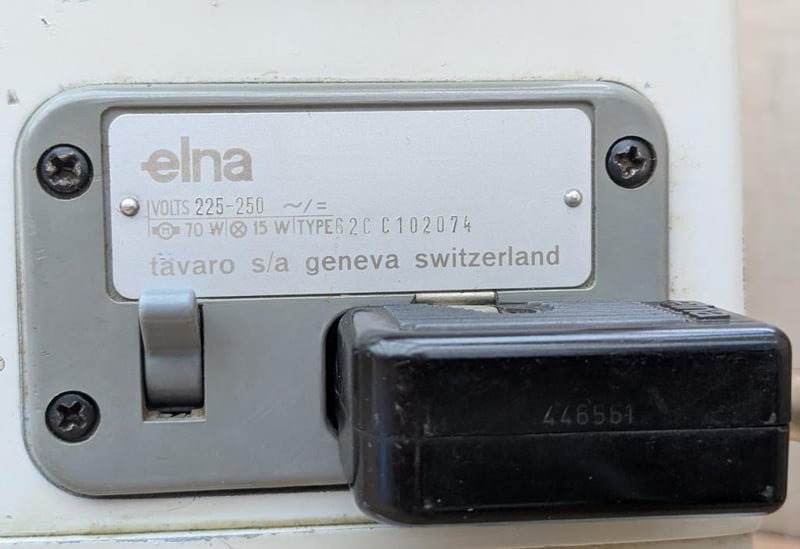 elna
VOLTS 225-250 ~/=
M 70 W 15 W TYPE 62C C102074
tavaro s/a geneva switzerland
446561